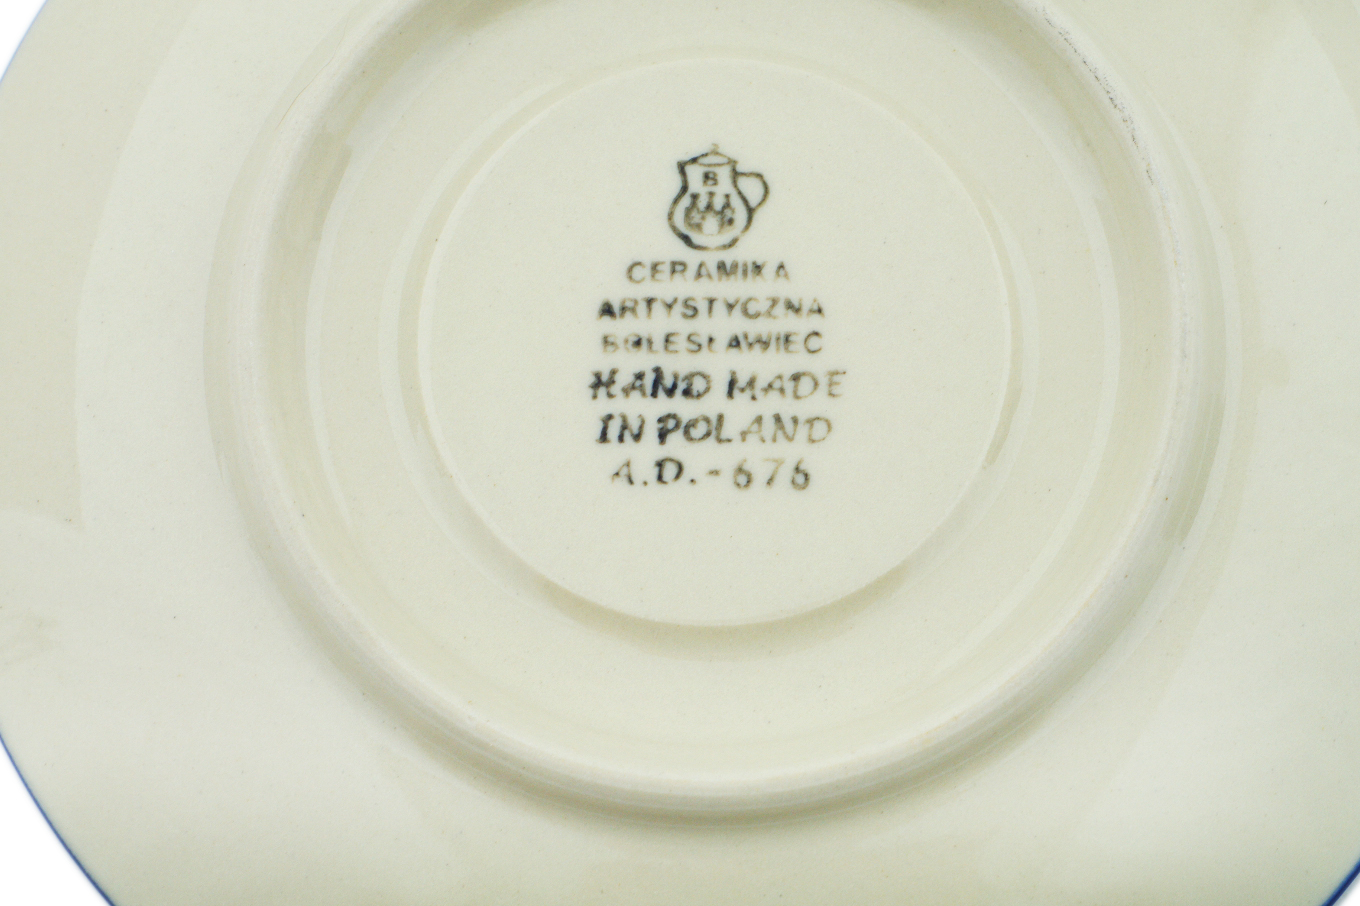 B
CERAMIKA
ARTYSTYCZNA
BOLESŁAWIEC
HAND MADE
IN POLAND
A.D.-676